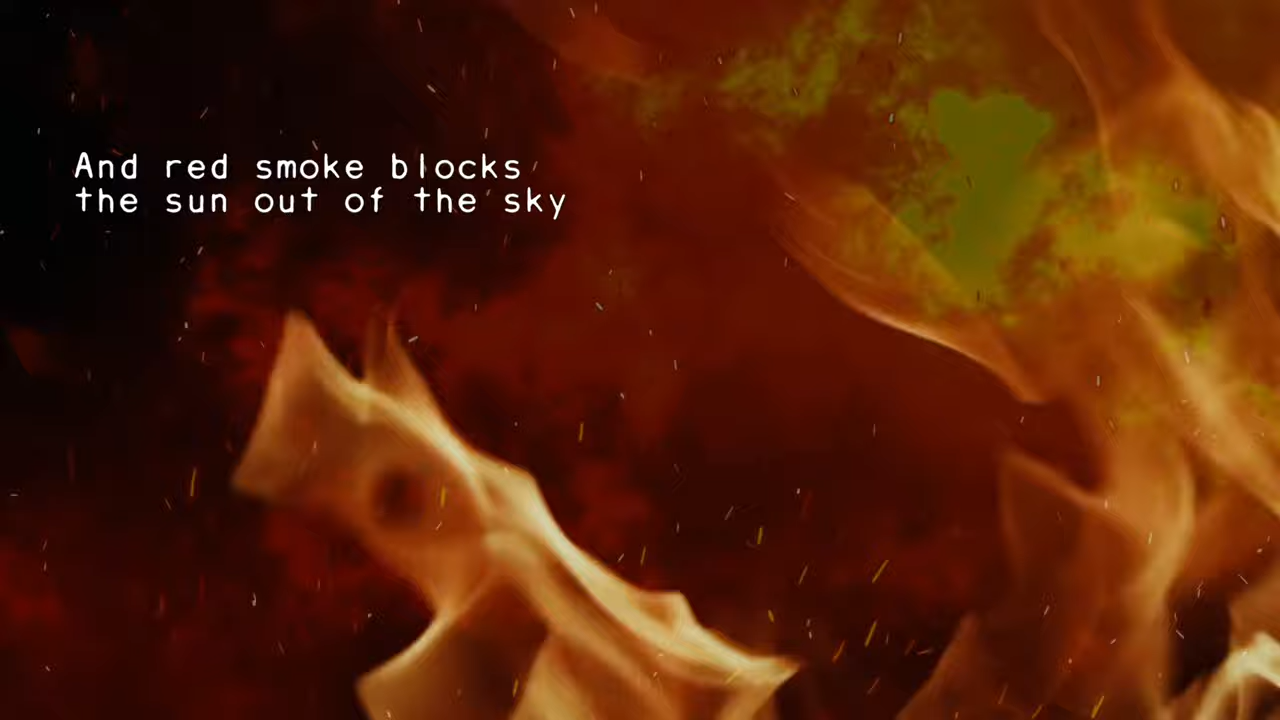 And red smoke blocks
the sun out of the sky